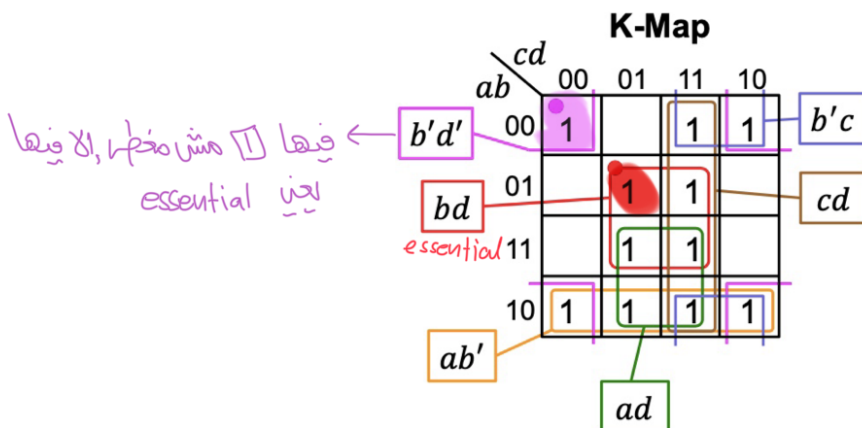 K-Map
cd
ab
00 01 11 10
00 1 1 1
01 1 1
11 1 1
10 1 1 1 1
b'd'
b'c
bd
cd
essential
ab'
ad
فيها 1 مش مغطى, الا فيها
يعني essential